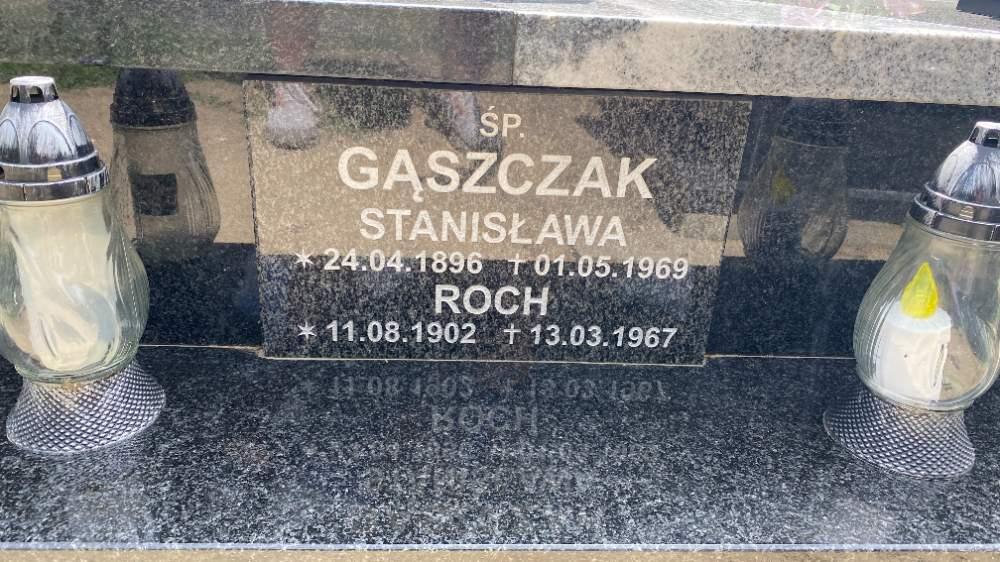 ŚP.
GĄSZCZAK
STANISŁAWA
✶ 24.04.1896 † 01.05.1969
ROCH
✶ 11.08.1902 † 13.03.1967